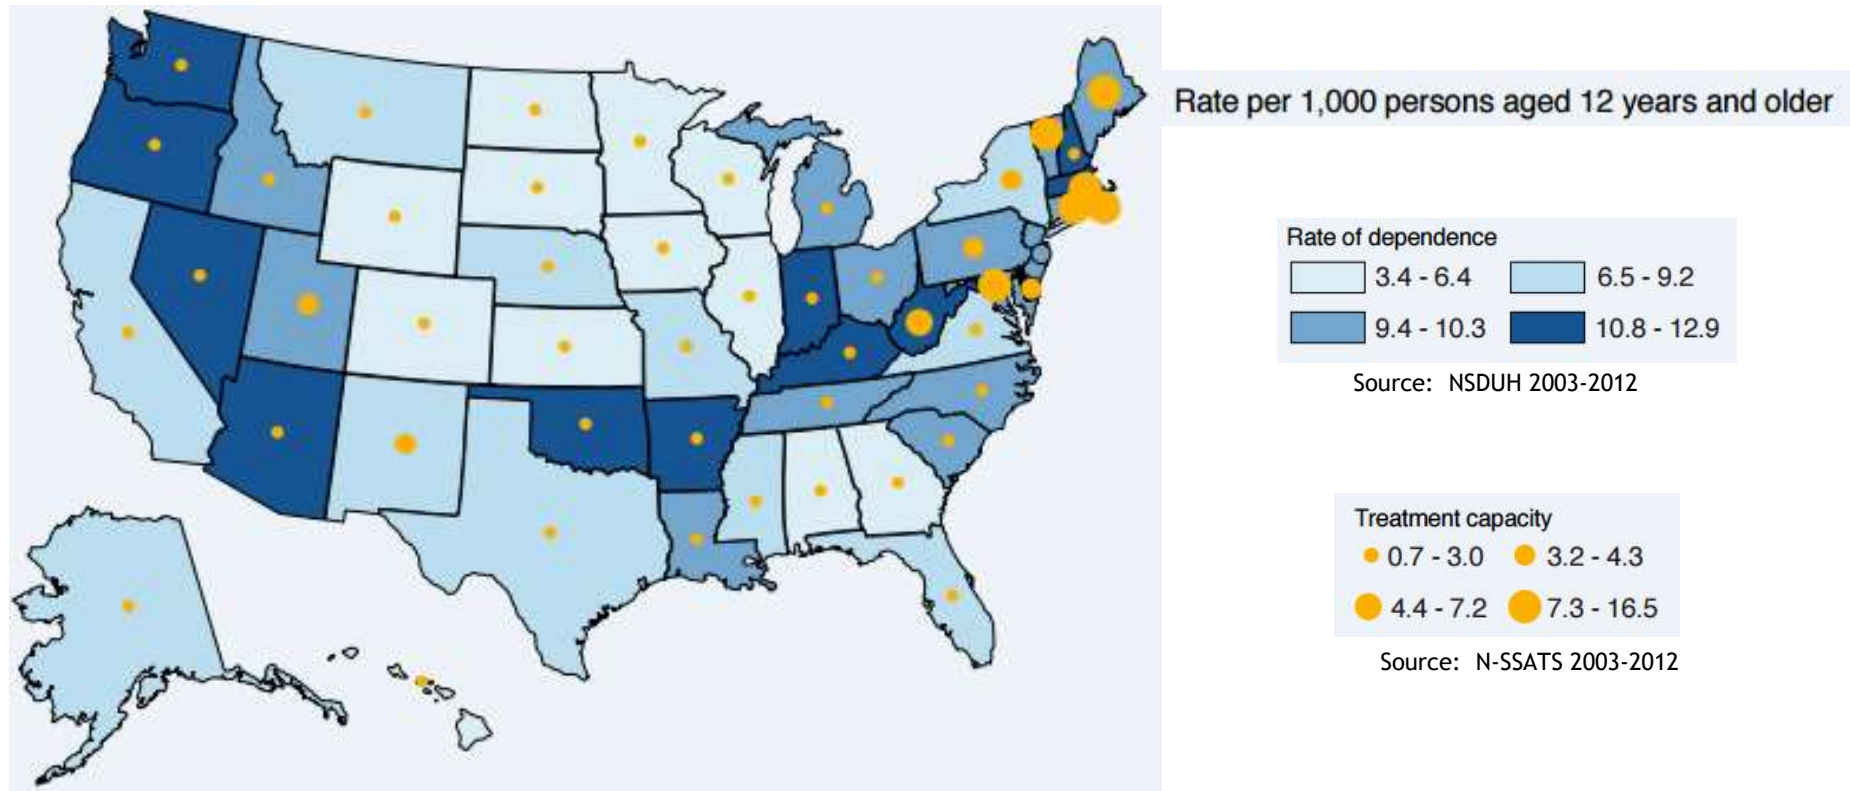 Rate per 1,000 persons aged 12 years and older
Rate of dependence
3.4 - 6.4 6.5 - 9.2
9.4 - 10.3 10.8 - 12.9
Source: NSDUH 2003-2012
Treatment capacity
0.7 - 3.0 3.2 - 4.3
4.4 - 7.2 7.3 - 16.5
Source: N-SSATS 2003-2012